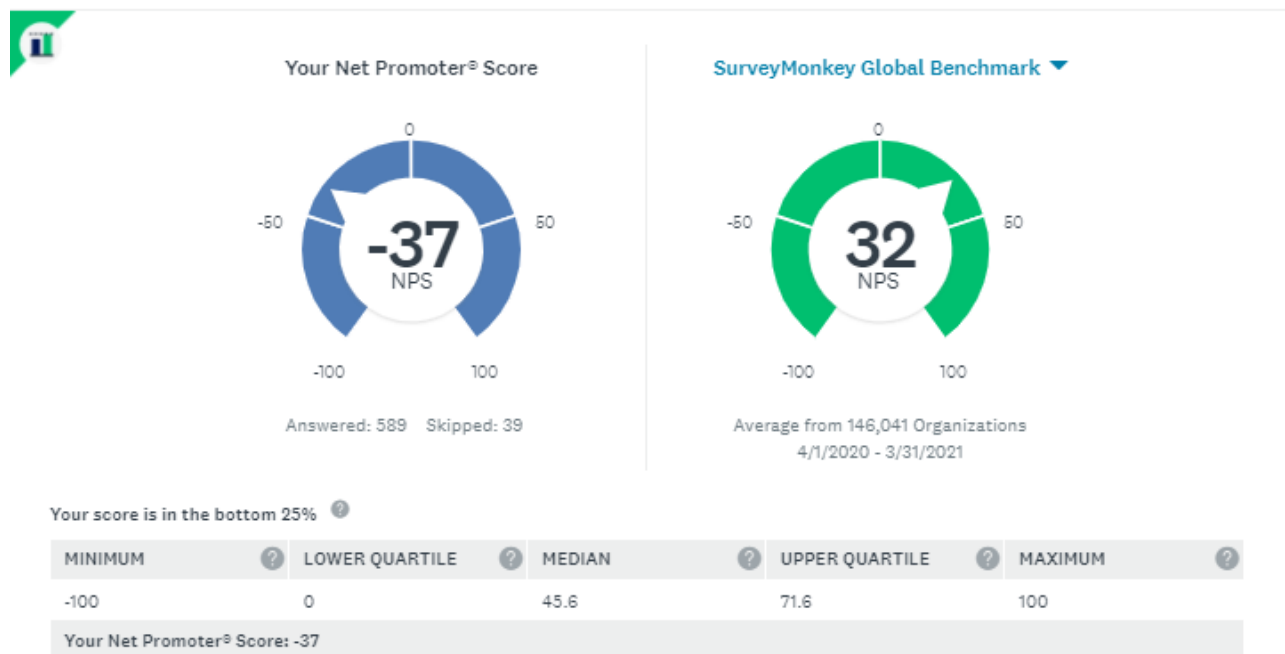 Your Net Promoter® Score
0
-50
50
-37
NPS
-100
100
Answered: 589 Skipped: 39
SurveyMonkey Global Benchmark
0
-50
50
32
NPS
-100
100
Average from 146,041 Organizations
4/1/2020 - 3/31/2021
Your score is in the bottom 25% ?
MINIMUM ? LOWER QUARTILE ? MEDIAN ? UPPER QUARTILE ? MAXIMUM ?
-100 0 45.6 71.6 100
Your Net Promoter® Score: -37